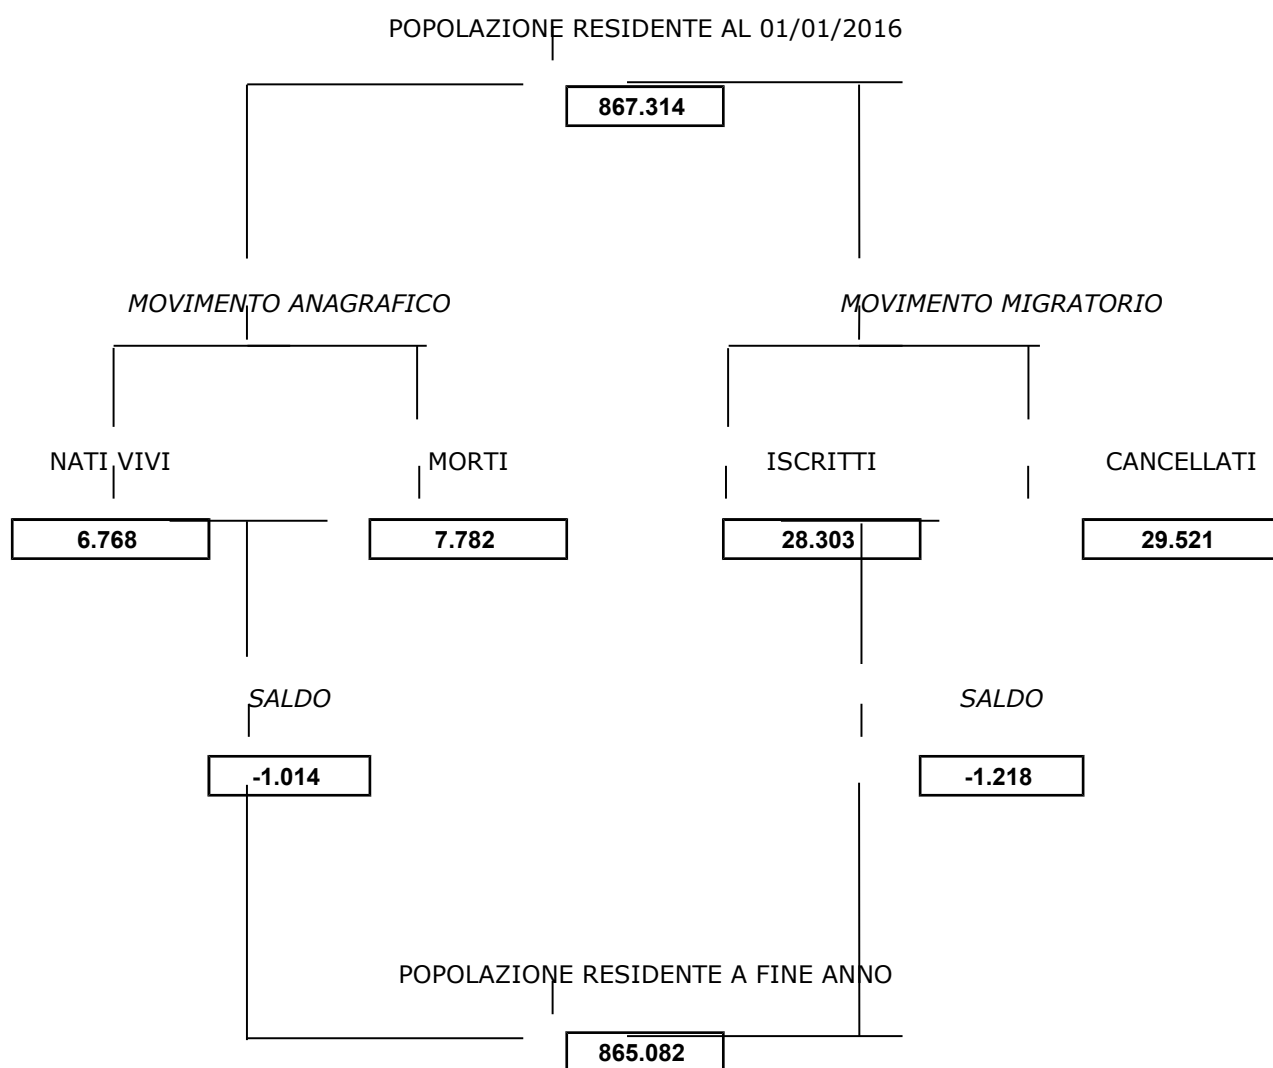 POPOLAZIONE RESIDENTE AL 01/01/2016
867.314
MOVIMENTO ANAGRAFICO
MOVIMENTO MIGRATORIO
NATI VIVI
MORTI
ISCRITTI
CANCELLATI
6.768
7.782
28.303
29.521
SALDO
SALDO
-1.014
-1.218
POPOLAZIONE RESIDENTE A FINE ANNO
865.082